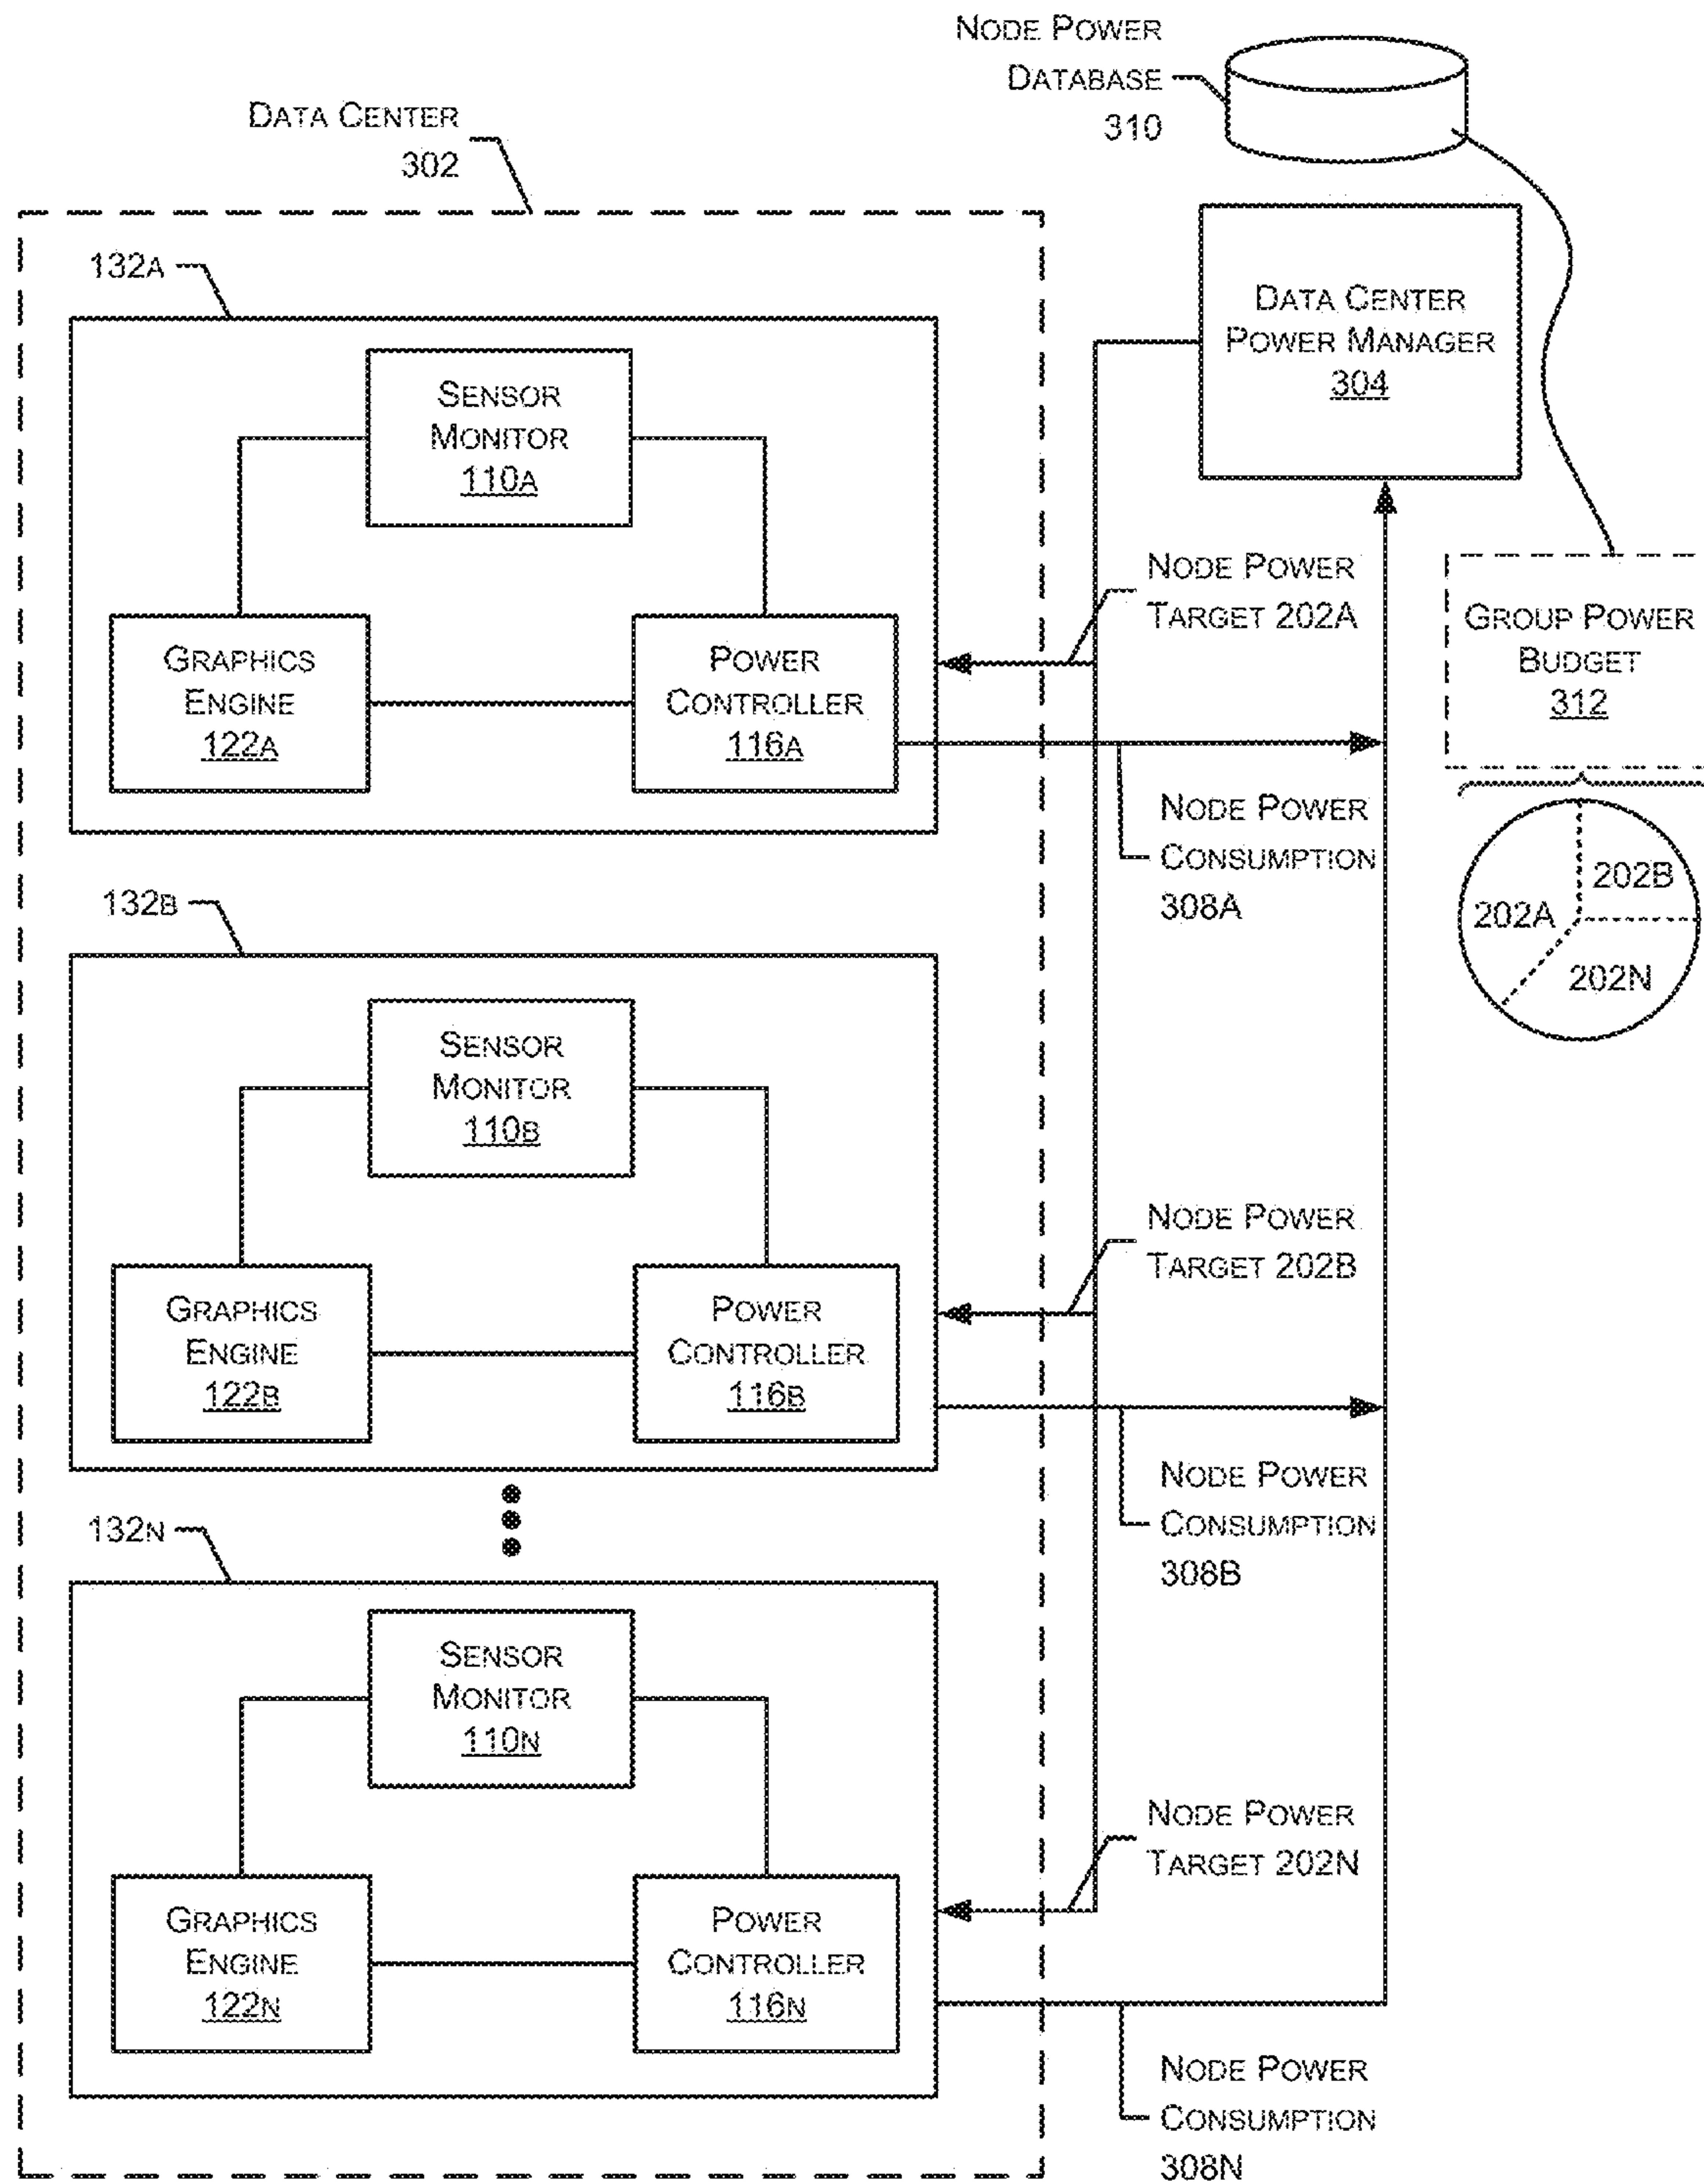 NODE POWER
DATABASE
310
DATA CENTER
302
132A
DATA CENTER
POWER MANAGER
304
SENSOR
MONITOR
110A
NODE POWER
TARGET 202A
GROUP POWER
BUDGET
312
GRAPHICS
ENGINE
122A
POWER
CONTROLLER
116A
NODE POWER
CONSUMPTION
308A
202B
202A
202N
132B
SENSOR
MONITOR
110B
NODE POWER
TARGET 202B
GRAPHICS
ENGINE
122B
POWER
CONTROLLER
116B
NODE POWER
CONSUMPTION
308B
132N
SENSOR
MONITOR
110N
NODE POWER
TARGET 202N
GRAPHICS
ENGINE
122N
POWER
CONTROLLER
116N
NODE POWER
CONSUMPTION
308N